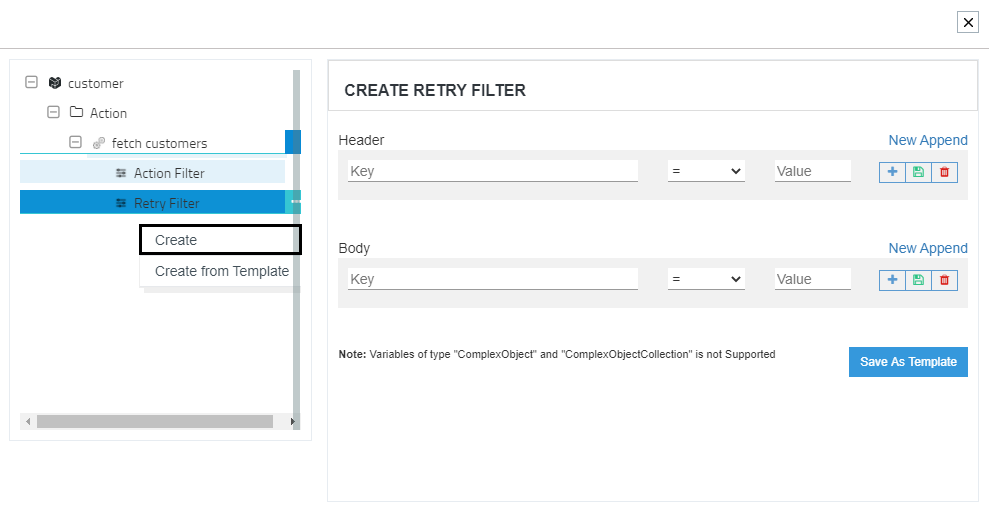 customer
Action
fetch customers
Action Filter
Retry Filter
Create
Create from Template
CREATE RETRY FILTER
Header
New Append
Key
=
Value
Body
New Append
Key
=
Value
Note: Variables of type "ComplexObject" and "ComplexObjectCollection" is not Supported
Save As Template